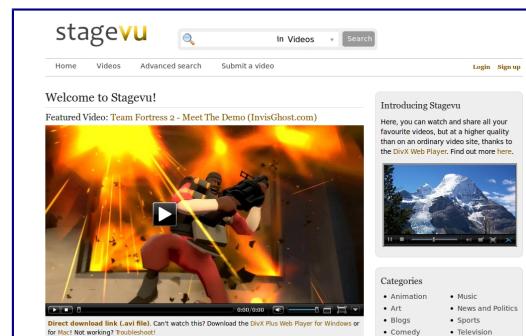 stagevu
in Videos
Search
Home Videos Advanced search Submit a video
Login Sign up
Welcome to Stagevu!
Featured Video: Team Fortress 2 - Meet The Demo (InvisGhost.com)
0:00/0:00
Direct download link (.avi file). Can't watch this? Download the DivX Plus Web Player for Windows or
for Mac! Not working? Troubleshoot!
Introducing Stagevu
Here, you can watch and share all your
favourite videos, but at a higher quality
than on an ordinary video site, thanks to
the DivX Web Player. Find out more here.
Categories
• Animation
• Art
• Blogs
• Comedy
• Music
• News and Politics
• Sports
• Television